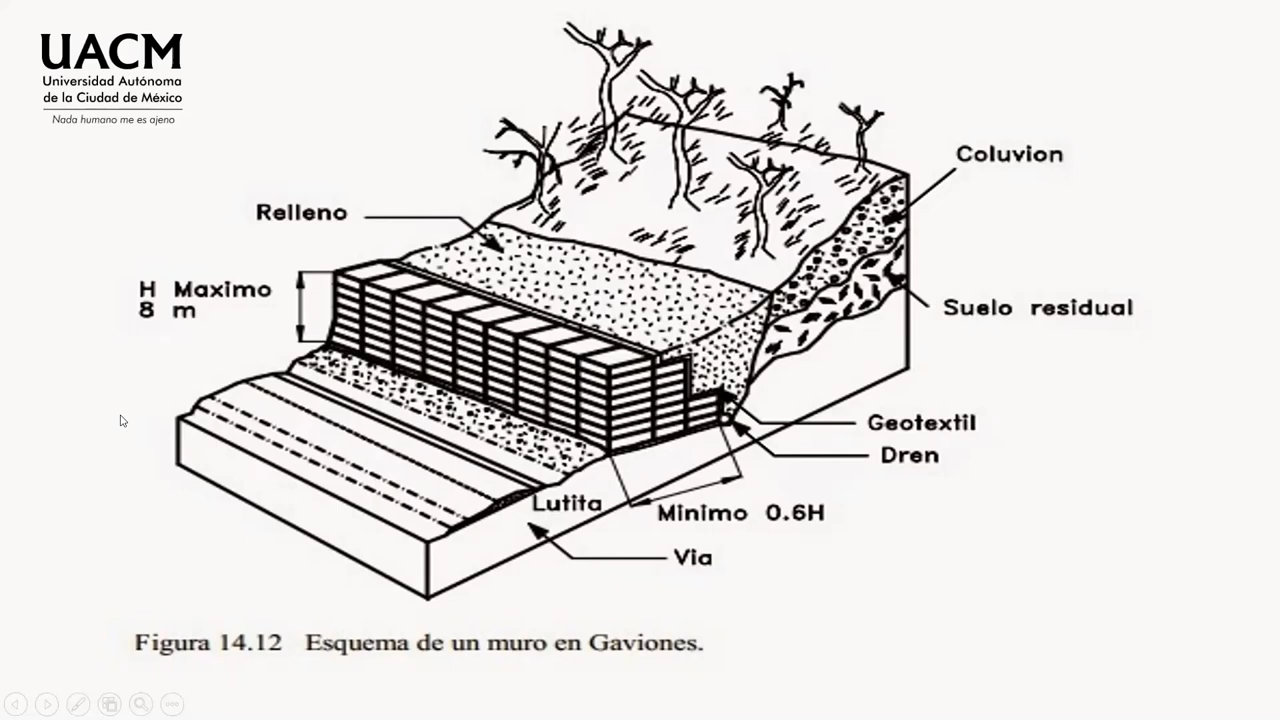 UACM
Universidad Autónoma
de la Ciudad de México
Nada humano me es ajeno
Coluvion
Relleno
H Maximo
8 m
Suelo residual
Geotextil
Dren
Lutita
Minimo 0.6H
Via
Figura 14.12 Esquema de un muro en Gaviones.